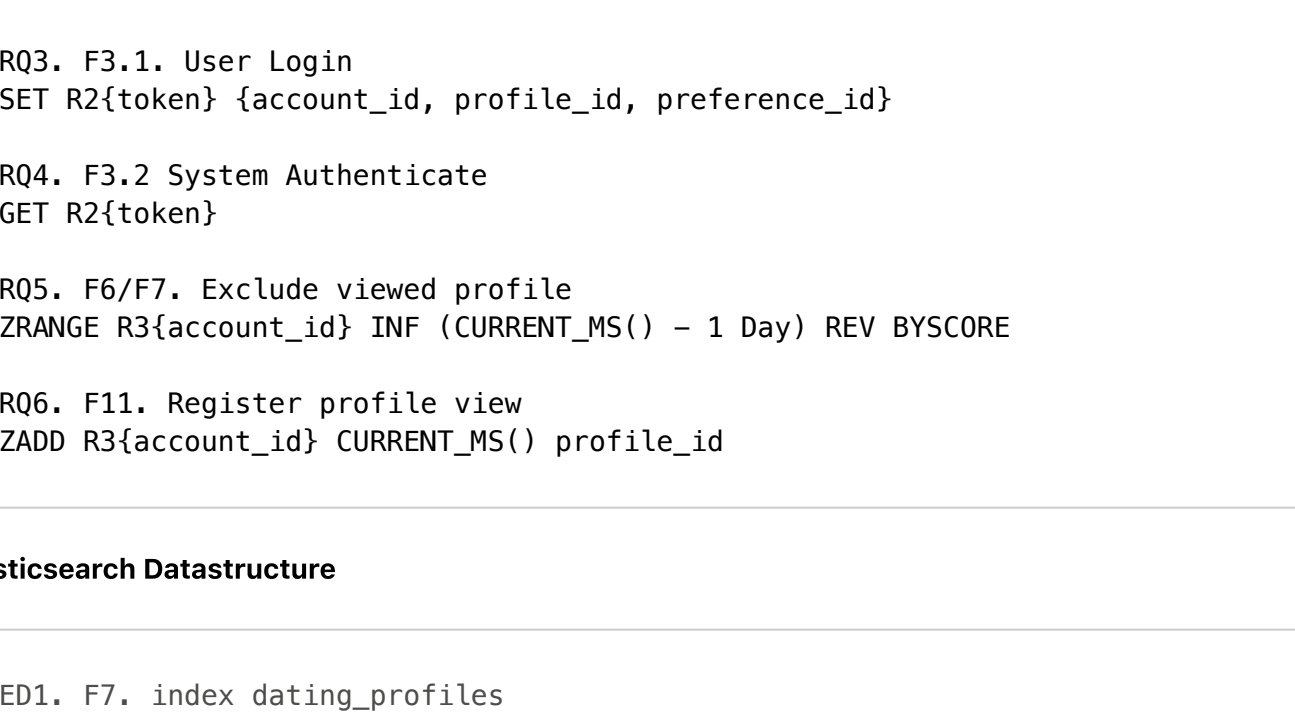 RQ3. F3.1. User Login
SET R2{token} {account_id, profile_id, preference_id}
RQ4. F3.2 System Authenticate
GET R2{token}
RQ5. F6/F7. Exclude viewed profile
ZRANGE R3{account_id} INF (CURRENT_MS() − 1 Day) REV BYSCORE
RQ6. F11. Register profile view
ZADD R3{account_id} CURRENT_MS() profile_id
sticsearch Datastructure
ED1. F7. index dating_profiles